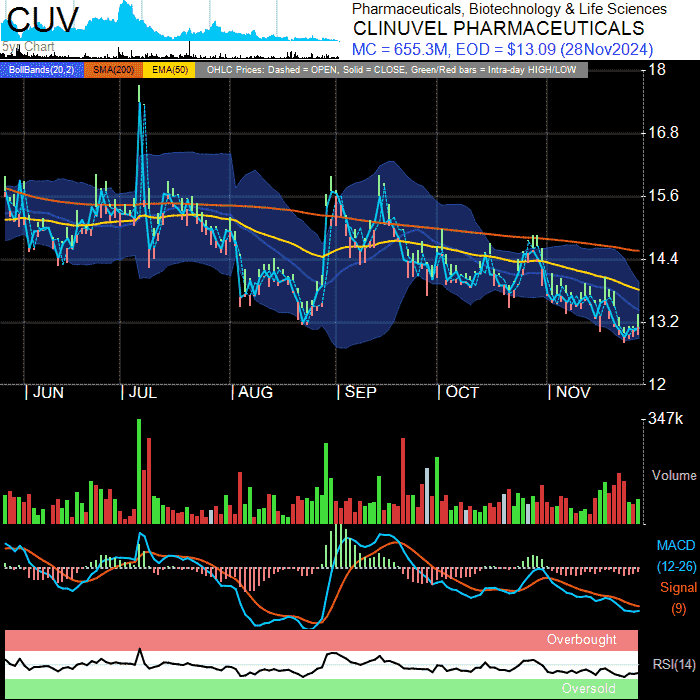 CUV
5yr Chart
Pharmaceuticals, Biotechnology & Life Sciences
CLINUVEL PHARMACEUTICALS
MC = 655.3M, EOD = $13.09 (28Nov2024)
BollBands(20,2) SMA(200) EMA(50) OHLC Prices: Dashed = OPEN, Solid = CLOSE, Green/Red bars = Intra-day HIGH/LOW
18
16.8
15.6
14.4
13.2
12
JUN JUL AUG SEP OCT NOV
347k
Volume
MACD
(12-26)
Signal
(9)
Overbought
RSI(14)
Oversold